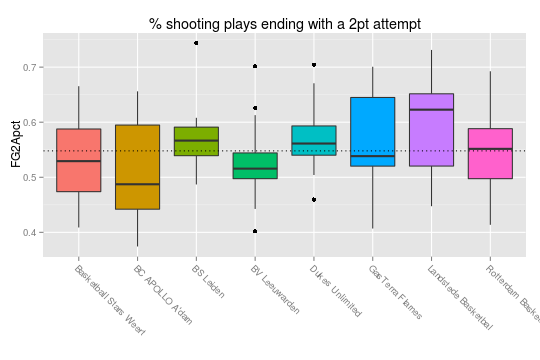 % shooting plays ending with a 2pt attempt
FG2Apct
0.7
0.6
0.5
0.4
Basketball Stars Weert
BC APOLLO A'dam
BS Leiden
BV Leeuwarden
Dukes Unlimited
GasTerra Flames
Landstede Basketbal
Rotterdam Baske